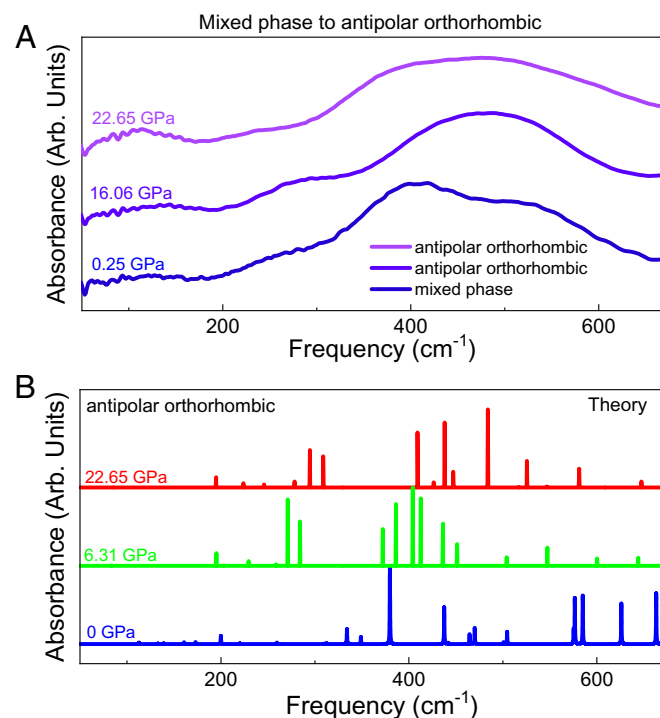 A
Mixed phase to antipolar orthorhombic
Absorbance (Arb. Units)
22.65 GPa
16.06 GPa
0.25 GPa
antipolar orthorhombic
antipolar orthorhombic
mixed phase
200 400 600
Frequency (cm⁻¹)
B
antipolar orthorhombic Theory
Absorbance (Arb. Units)
22.65 GPa
6.31 GPa
0 GPa
200 400 600
Frequency (cm⁻¹)